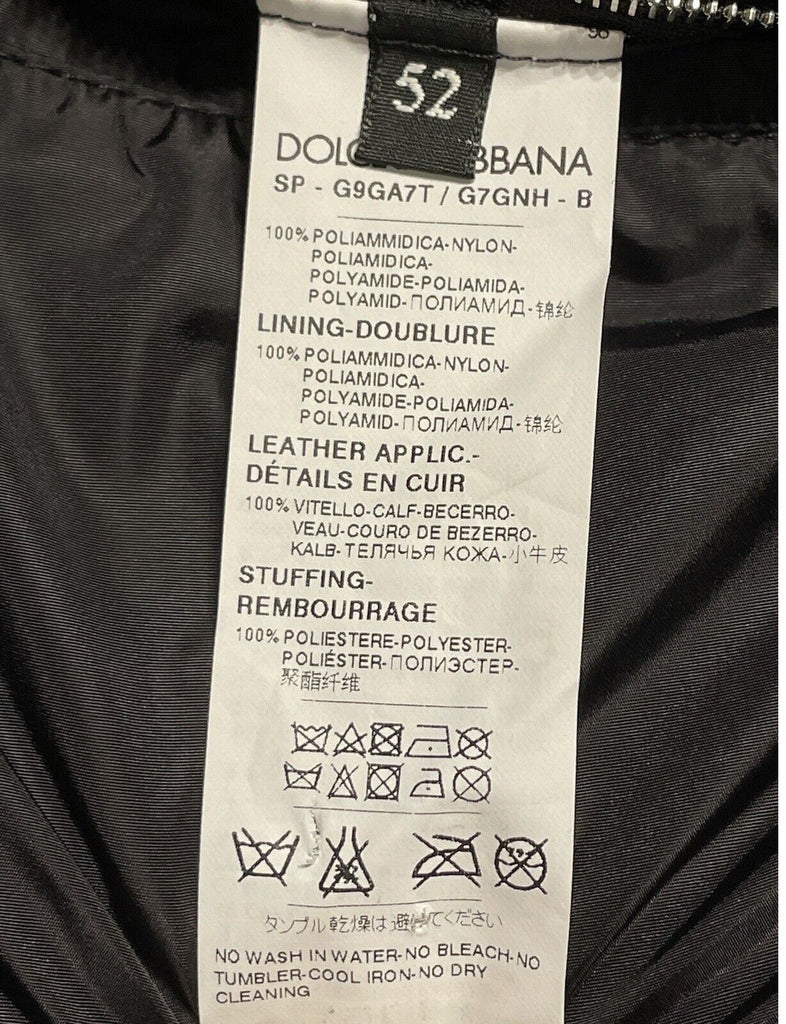 52
DOLC BBANA
SP - G9GA7T / G7GNH - B
100% POLIAMMIDICA-NYLON-
POLIAMIDICA-
POLYAMIDE-POLIAMIDA-
POLYAMID-ПОЛИАМИД-锦纶
LINING-DOUBLURE
100% POLIAMMIDICA-NYLON-
POLIAMIDICA-
POLYAMIDE-POLIAMIDA-
POLYAMID-ПОЛИАМИД-锦纶
LEATHER APPLIC.-
DÉTAILS EN CUIR
100% VITELLO-CALF-BECERRO-
VEAU-COURO DE BEZERRO-
KALB-ТЕЛЯЧЬЯ КОЖА-小牛皮
STUFFING-
REMBOURRAGE
100% POLIESTERE-POLYESTER-
POLIÉSTER-ПОЛИЭСТЕР-
聚酯纤维
タンブル乾燥は避けてください
NO WASH IN WATER-NO BLEACH-NO
TUMBLER-COOL IRON-NO DRY
CLEANING